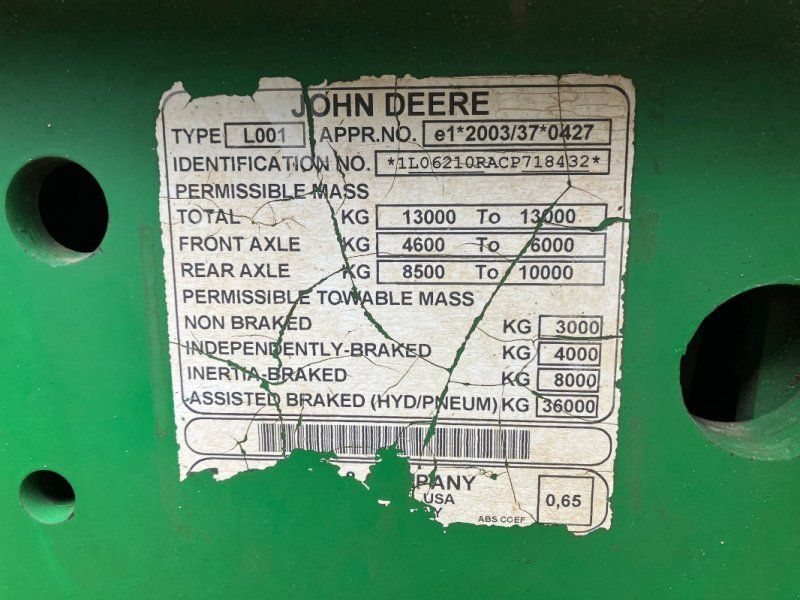 JOHN DEERE
TYPE L001 APPR.NO. e1*2003/37*0427
IDENTIFICATION NO. *1L06210RACP718432*
PERMISSIBLE MASS
TOTAL KG 13000 To 13000
FRONT AXLE KG 4600 To 6000
REAR AXLE KG 8500 To 10000
PERMISSIBLE TOWABLE MASS
NON BRAKED KG 3000
INDEPENDENTLY-BRAKED KG 4000
INERTIA-BRAKED KG 8000
ASSISTED BRAKED (HYD/PNEUM) KG 36000
& PANY
USA 0,65
Y
ABS CCEF